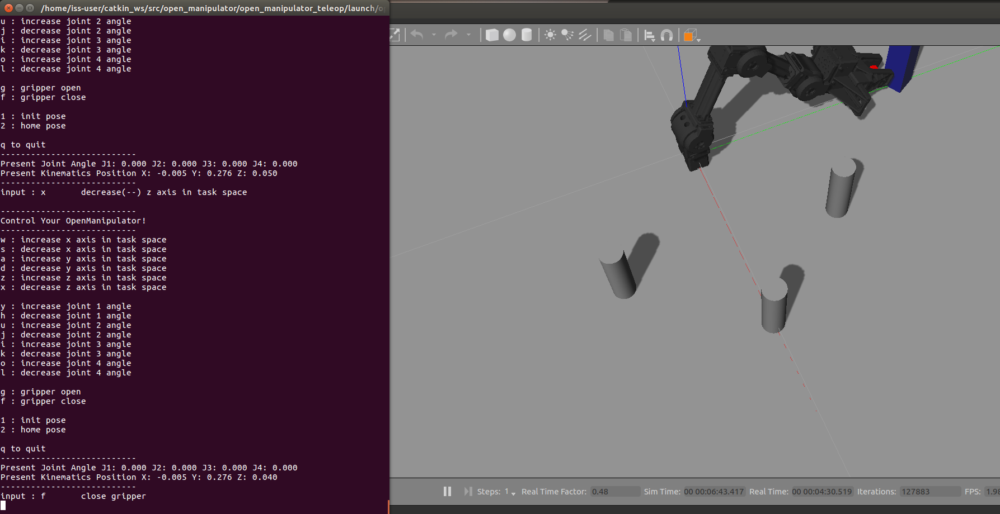 /home/iss-user/catkin_ws/src/open_manipulator/open_manipulator_teleop/launch/o
u : increase joint 2 angle
j : decrease joint 2 angle
i : increase joint 3 angle
k : decrease joint 3 angle
o : increase joint 4 angle
l : decrease joint 4 angle
g : gripper open
f : gripper close
1 : init pose
2 : home pose
q to quit
---------------------------
Present Joint Angle J1: 0.000 J2: 0.000 J3: 0.000 J4: 0.000
Present Kinematics Position X: -0.005 Y: 0.276 Z: 0.050
---------------------------
input : x       decrease(--) z axis in task space
---------------------------
Control Your OpenManipulator!
---------------------------
w : increase x axis in task space
s : decrease x axis in task space
a : increase y axis in task space
d : decrease y axis in task space
z : increase z axis in task space
x : decrease z axis in task space
y : increase joint 1 angle
h : decrease joint 1 angle
u : increase joint 2 angle
j : decrease joint 2 angle
i : increase joint 3 angle
k : decrease joint 3 angle
o : increase joint 4 angle
l : decrease joint 4 angle
g : gripper open
f : gripper close
1 : init pose
2 : home pose
q to quit
---------------------------
Present Joint Angle J1: 0.000 J2: 0.000 J3: 0.000 J4: 0.000
Present Kinematics Position X: -0.005 Y: 0.276 Z: 0.040
---------------------------
input : f       close gripper
Steps: 1 Real Time Factor: 0.48 Sim Time: 00 00:06:43.417 Real Time: 00 00:04:30.519 Iterations: 127883 FPS: 1.98